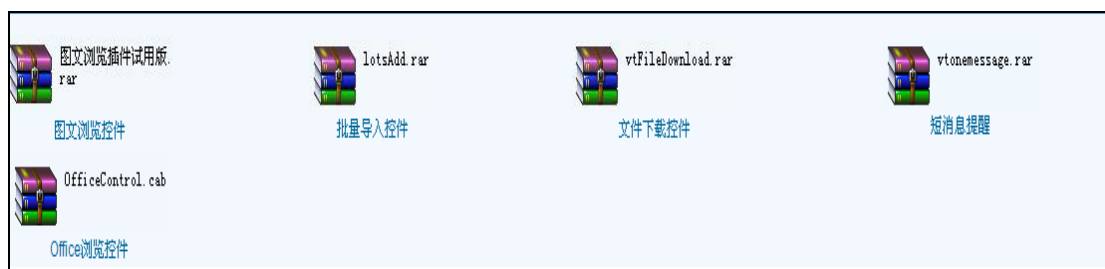 图文浏览插件试用版.
rar
lotsAdd.rar
vtFileDownload.rar
vtonemessage.rar
图文浏览控件
批量导入控件
文件下载控件
短消息提醒
OfficeControl.cab
Office浏览控件